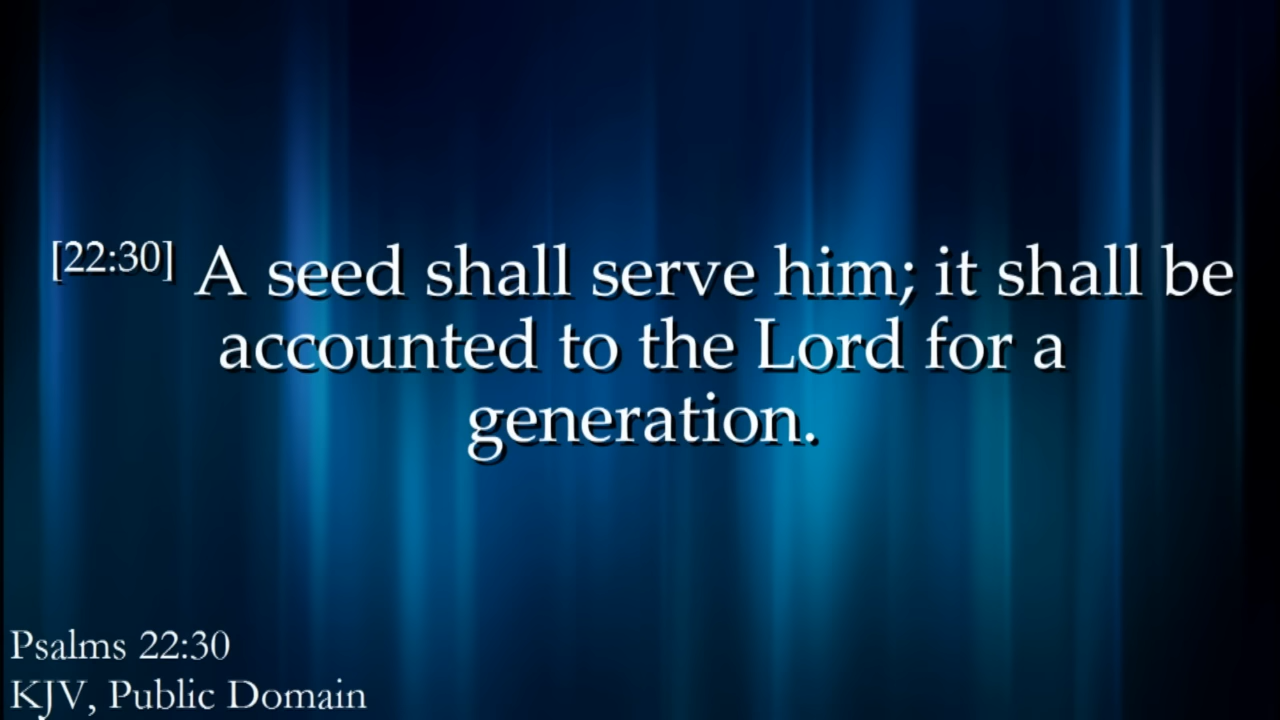 [22:30] A seed shall serve him; it shall be
accounted to the Lord for a
generation.
Psalms 22:30
KJV, Public Domain